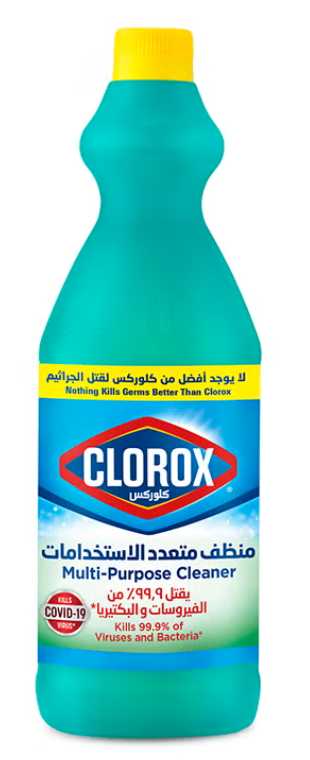 لا يوجد أفضل من كلوركس لقتل الجراثيم
Nothing Kills Germs Better Than Clorox
CLOROX
كلوركس
®
منظف متعدد الاستخدامات
Multi-Purpose Cleaner
يقتل ٩٩,٩٪ من
الفيروسات و البكتيريا*
Kills 99.9% of
Viruses and Bacteria*
KILLS
COVID-19
VIRUS*